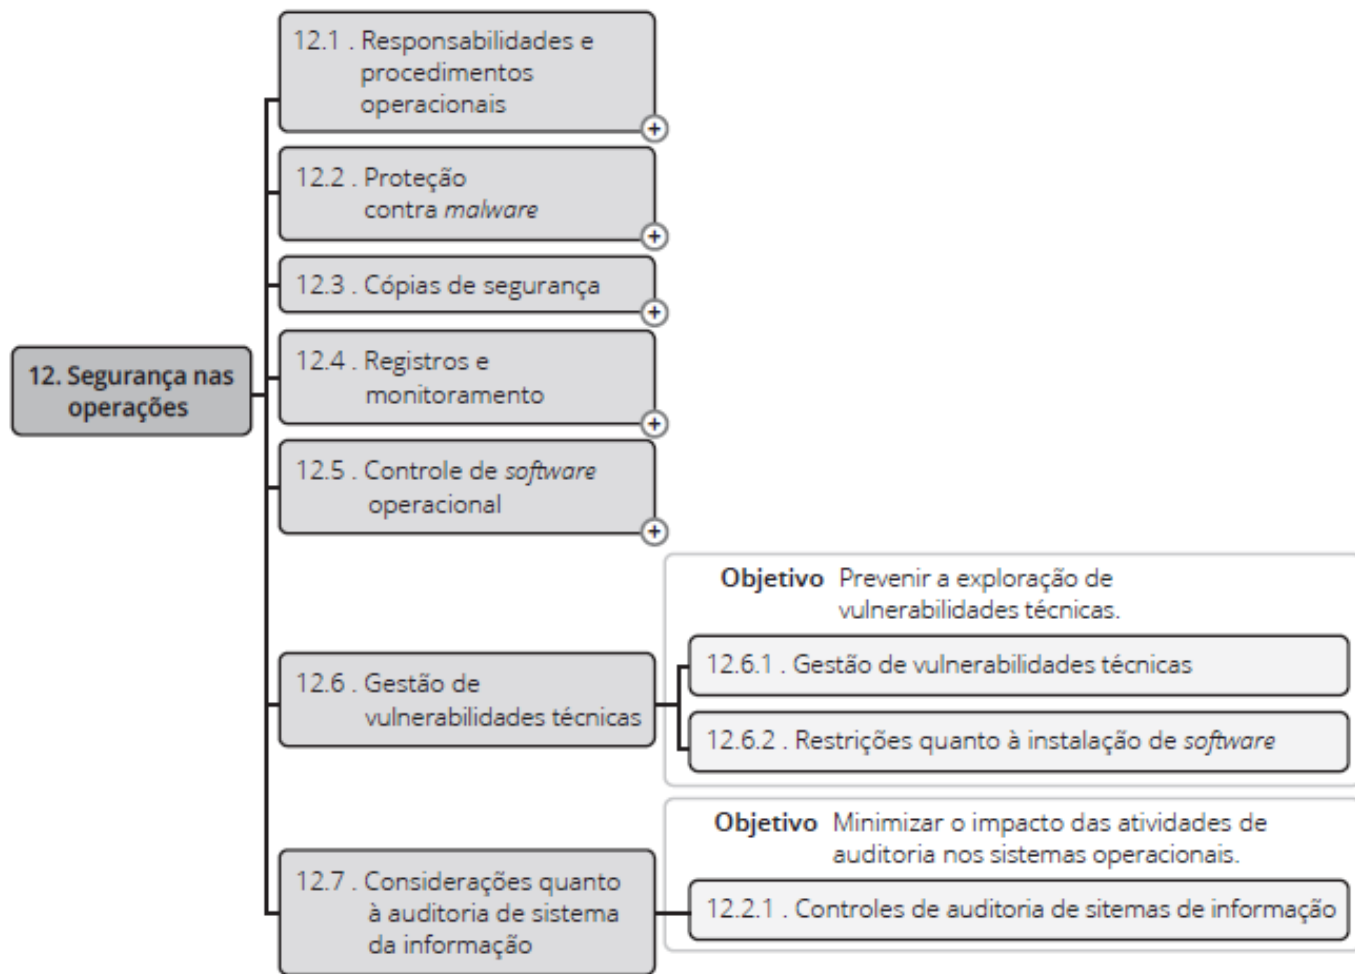 12.1 . Responsabilidades e
procedimentos
operacionais
+
12.2 . Proteção
contra malware
+
12.3 . Cópias de segurança
+
12.4 . Registros e
monitoramento
+
12. Segurança nas
operações
12.5 . Controle de software
operacional
+
Objetivo Prevenir a exploração de
vulnerabilidades técnicas.
12.6 . Gestão de
vulnerabilidades técnicas
12.6.1 . Gestão de vulnerabilidades técnicas
12.6.2 . Restrições quanto à instalação de software
Objetivo Minimizar o impacto das atividades de
auditoria nos sistemas operacionais.
12.7 . Considerações quanto
à auditoria de sistema
da informação
12.2.1 . Controles de auditoria de sitemas de informação